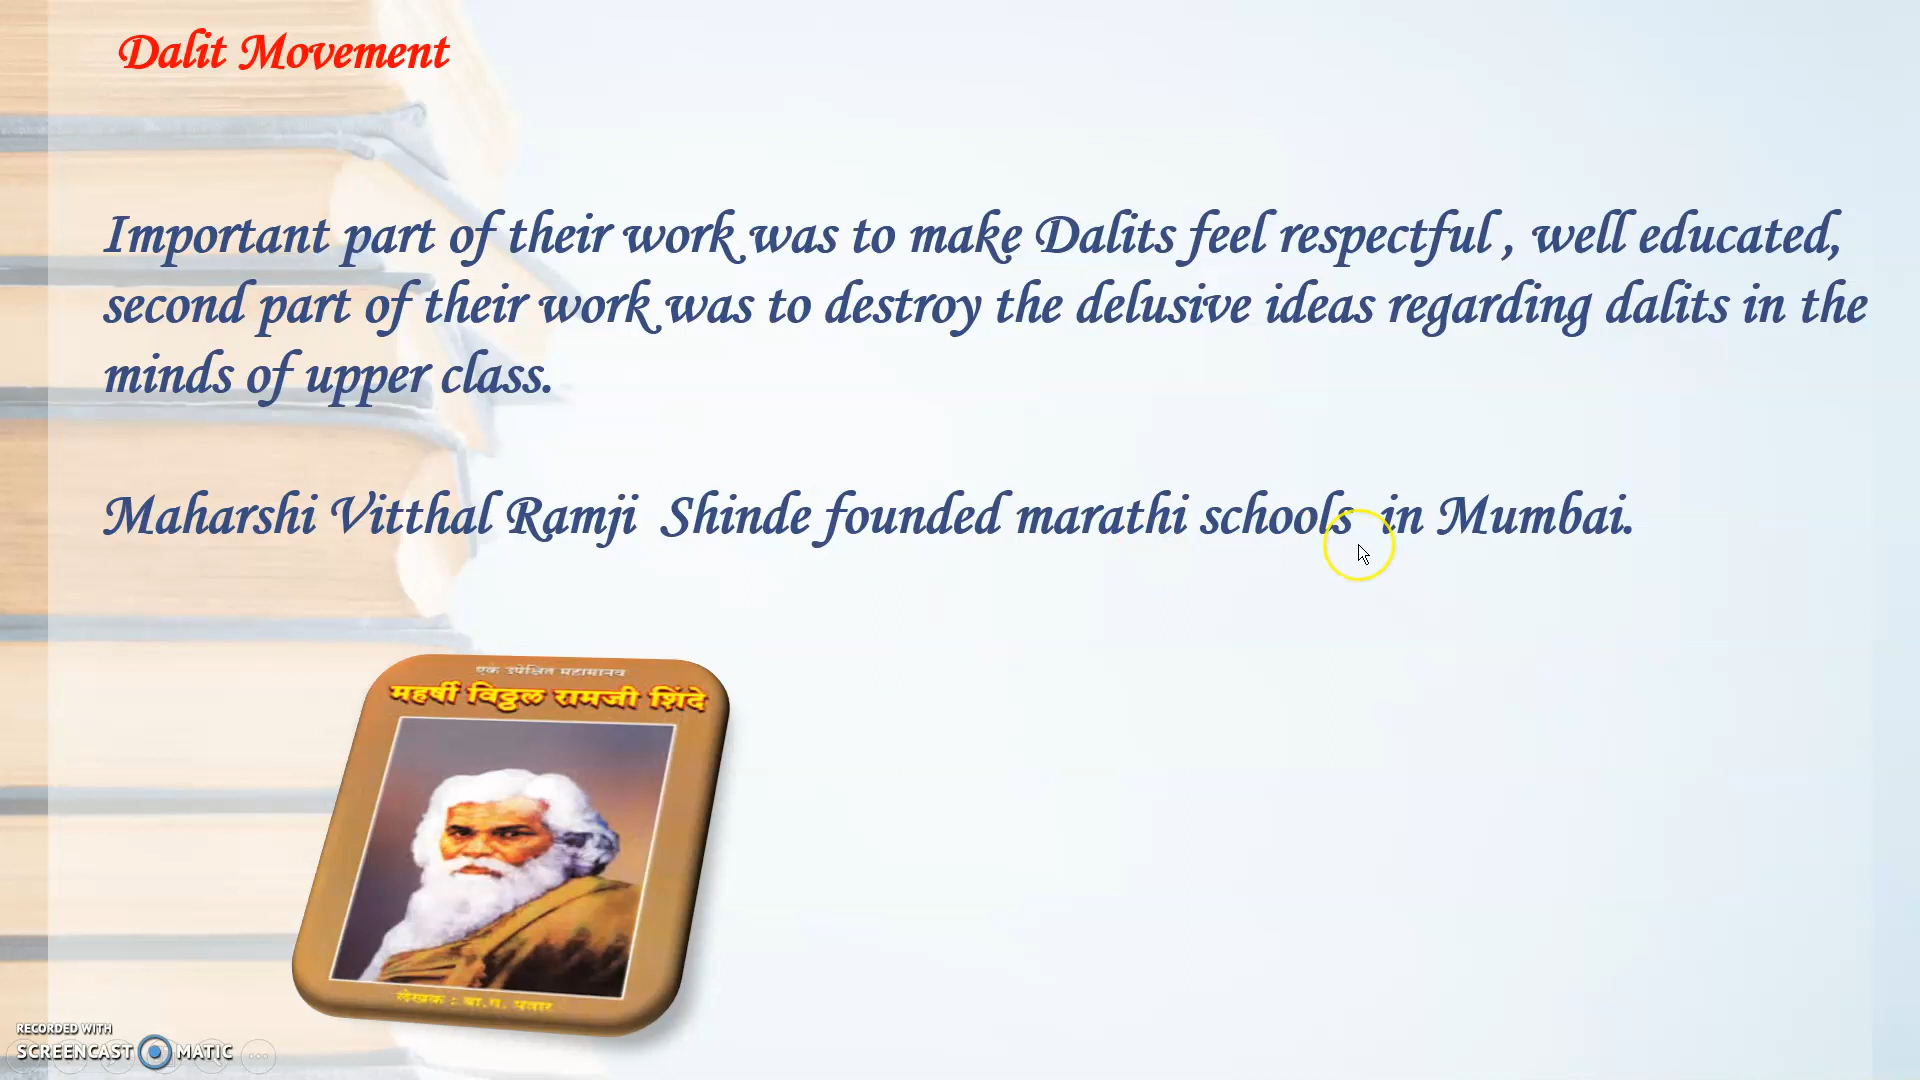 Dalit Movement
Important part of their work was to make Dalits feel respectful , well educated,
second part of their work was to destroy the delusive ideas regarding dalits in the
minds of upper class.
Maharshi Vitthal Ramji Shinde founded marathi schools in Mumbai.
एक उपेक्षित महामानव
महर्षी विठ्ठल रामजी शिंदे
लेखक : बा.ग. पवार
RECORDED WITH
SCREENCAST MATIC